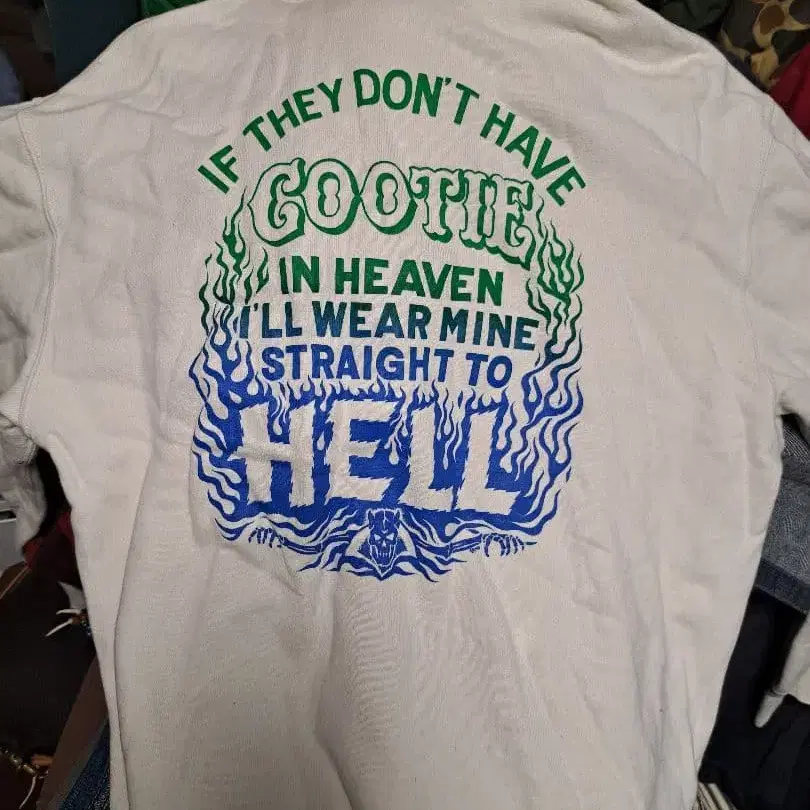 IF THEY DON'T HAVE
COOTIE
IN HEAVEN
I'LL WEAR MINE
STRAIGHT TO
HELL